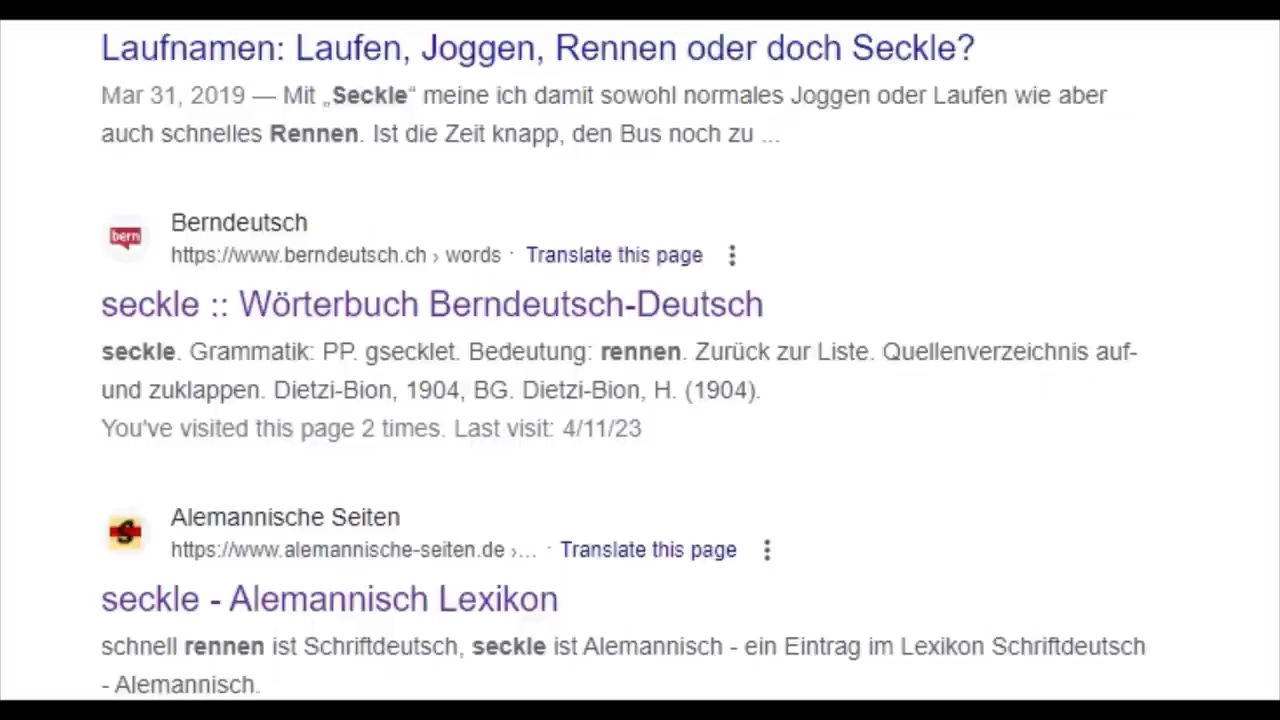 Laufnamen: Laufen, Joggen, Rennen oder doch Seckle?
Mar 31, 2019 — Mit „Seckle“ meine ich damit sowohl normales Joggen oder Laufen wie aber
auch schnelles Rennen. Ist die Zeit knapp, den Bus noch zu ...
Berndeutsch
bern
https://www.berndeutsch.ch › words · Translate this page
seckle :: Wörterbuch Berndeutsch-Deutsch
seckle. Grammatik: PP. gsecklet. Bedeutung: rennen. Zurück zur Liste. Quellenverzeichnis auf-
und zuklappen. Dietzi-Bion, 1904, BG. Dietzi-Bion, H. (1904).
You've visited this page 2 times. Last visit: 4/11/23
Alemannische Seiten
S
https://www.alemannische-seiten.de ›... · Translate this page
seckle - Alemannisch Lexikon
schnell rennen ist Schriftdeutsch, seckle ist Alemannisch - ein Eintrag im Lexikon Schriftdeutsch
- Alemannisch.